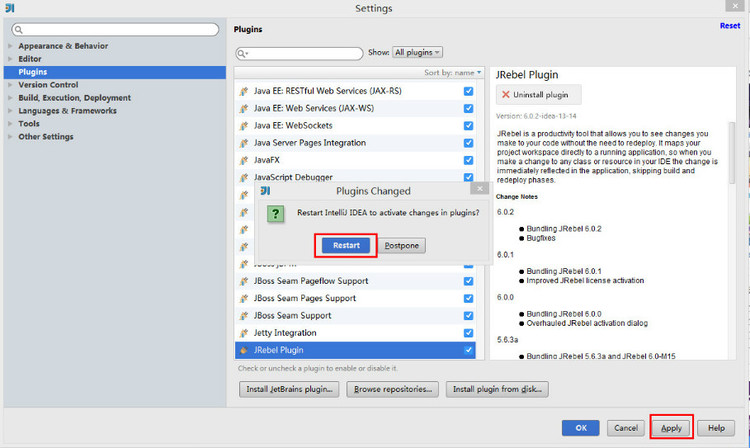 Settings
Plugins
Reset
Appearance & Behavior
Editor
Plugins
Version Control
Build, Execution, Deployment
Languages & Frameworks
Tools
Other Settings
Show: All plugins
Sort by: name
Java EE: RESTful Web Services (JAX-RS)
Java EE: Web Services (JAX-WS)
Java EE: WebSockets
Java Server Pages Integration
JavaFX
JavaScript Debugger
Plugins Changed
Restart IntelliJ IDEA to activate changes in plugins?
Restart
Postpone
JBoss Seam Pageflow Support
JBoss Seam Pages Support
JBoss Seam Support
Jetty Integration
JRebel Plugin
Check or uncheck a plugin to enable or disable it.
Install JetBrains plugin...
Browse repositories...
Install plugin from disk...
JRebel Plugin
Uninstall plugin
Version: 6.0.2-idea-13-14
JRebel is a productivity tool that allows you to see changes you
make to your code without the need to redeploy. It maps your
project workspace directly to a running application, so when you
make a change to any class or resource in your IDE the change is
immediately reflected in the application, skipping build and
redeploy phases.
Change Notes
6.0.2
Bundling JRebel 6.0.2
Bugfixes
6.0.1
Bundling JRebel 6.0.1
Improved JRebel license activation
6.0.0
Bundling JRebel 6.0.0
Overhauled JRebel activation dialog
5.6.3a
Bundling JRebel 5.6.3a and JRebel 6.0-M15
OK
Cancel
Apply
Help